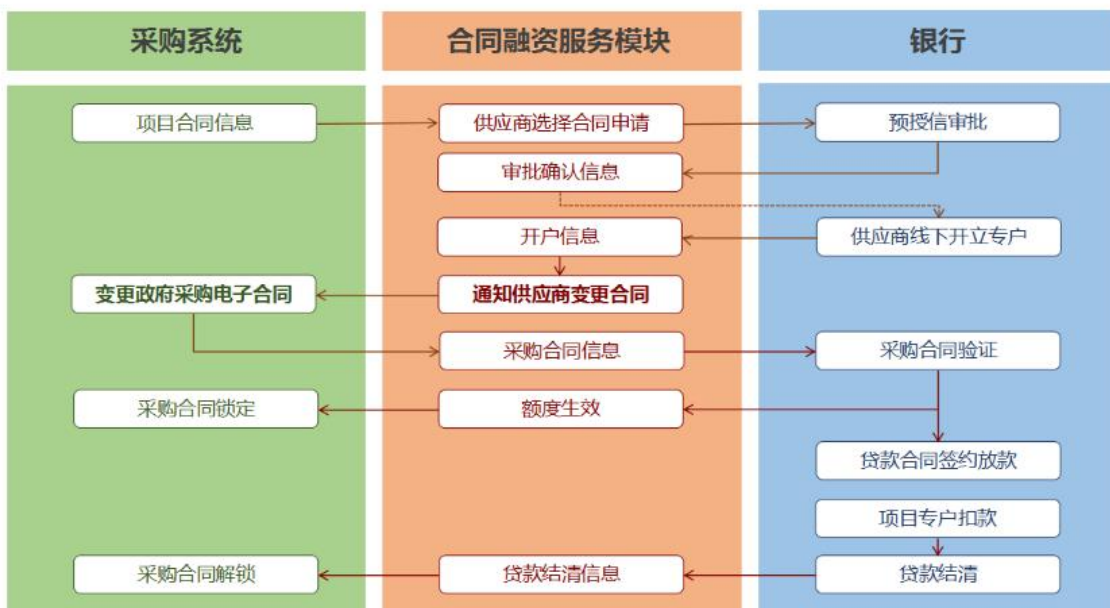 采购系统
合同融资服务模块
银行
项目合同信息
供应商选择合同申请
预授信审批
审批确认信息
开户信息
供应商线下开立专户
变更政府采购电子合同
通知供应商变更合同
采购合同信息
采购合同验证
采购合同锁定
额度生效
贷款合同签约放款
项目专户扣款
采购合同解锁
贷款结清信息
贷款结清